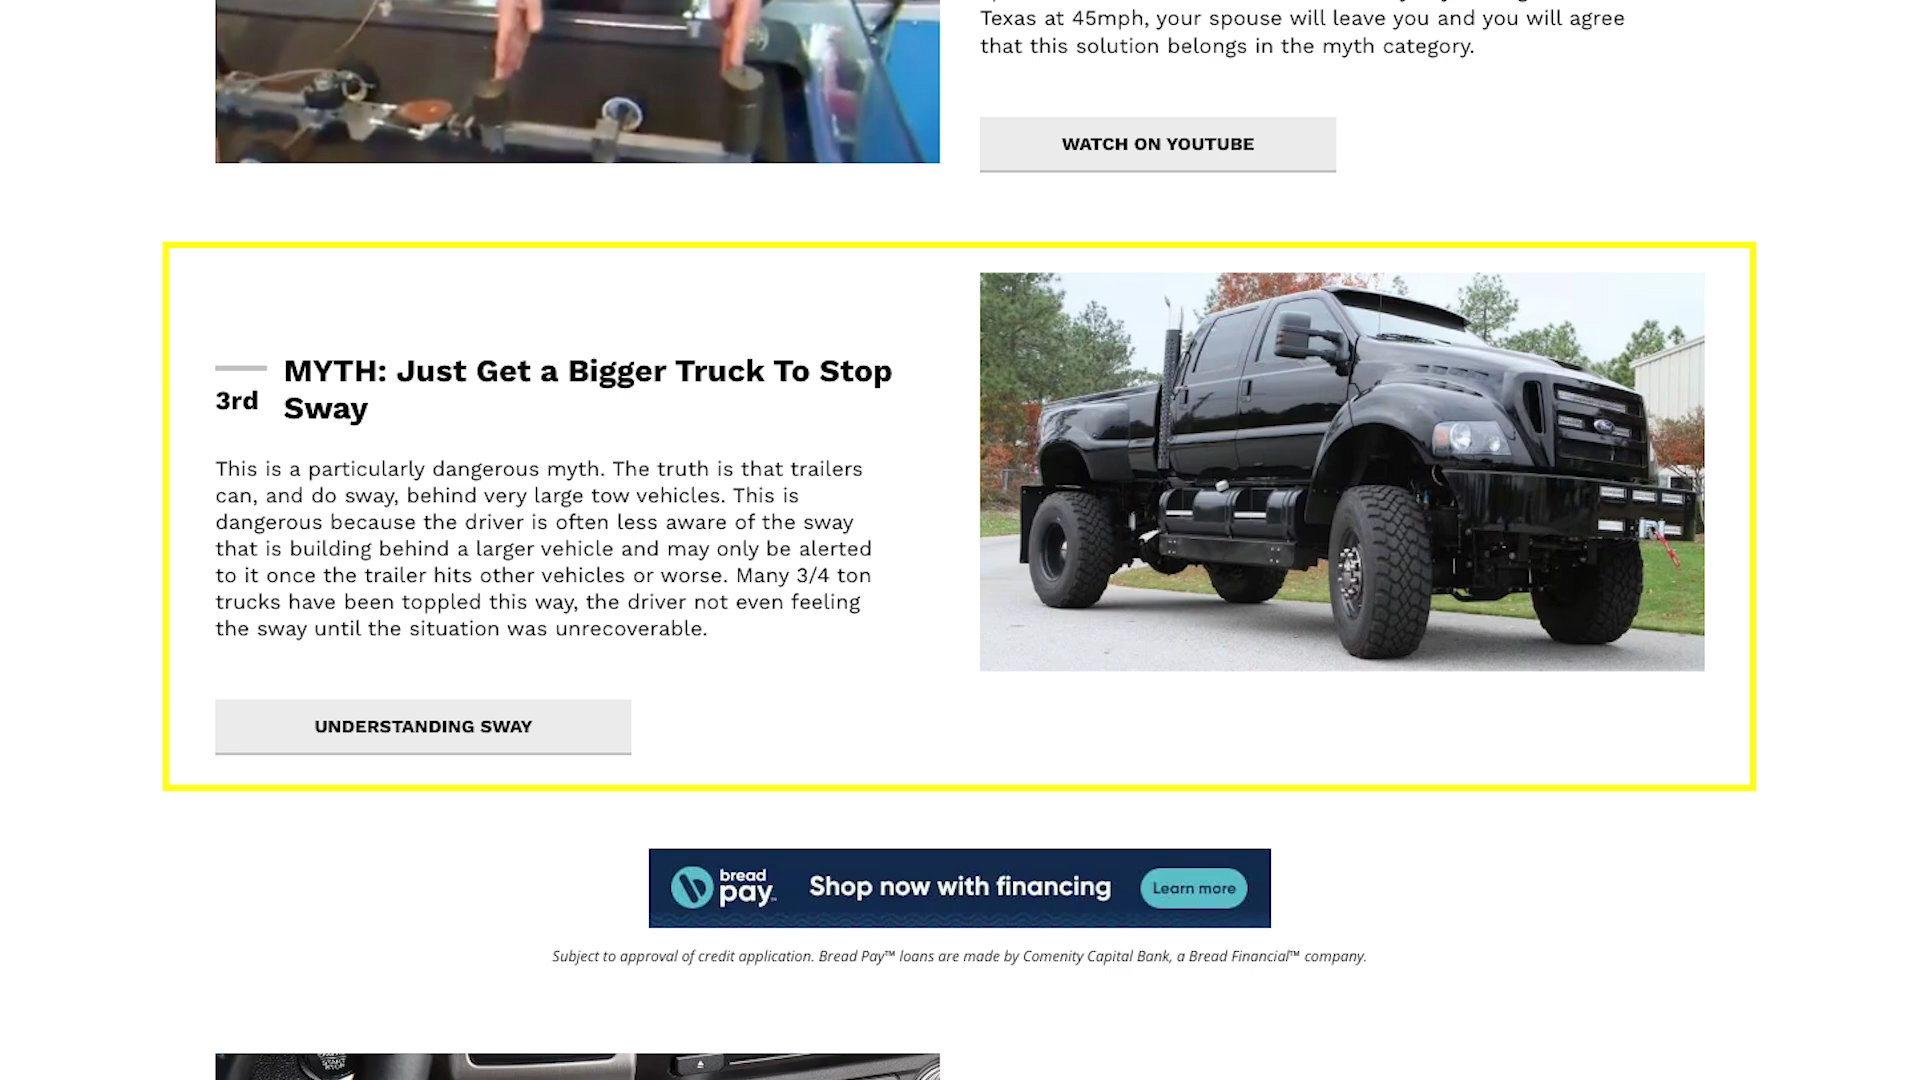 Texas at 45mph, your spouse will leave you and you will agree
that this solution belongs in the myth category.
WATCH ON YOUTUBE
3rd
MYTH: Just Get a Bigger Truck To Stop
Sway
This is a particularly dangerous myth. The truth is that trailers
can, and do sway, behind very large tow vehicles. This is
dangerous because the driver is often less aware of the sway
that is building behind a larger vehicle and may only be alerted
to it once the trailer hits other vehicles or worse. Many 3/4 ton
trucks have been toppled this way, the driver not even feeling
the sway until the situation was unrecoverable.
UNDERSTANDING SWAY
bread
pay™
Shop now with financing
Learn more
Subject to approval of credit application. Bread Pay™ loans are made by Comenity Capital Bank, a Bread Financial™ company.